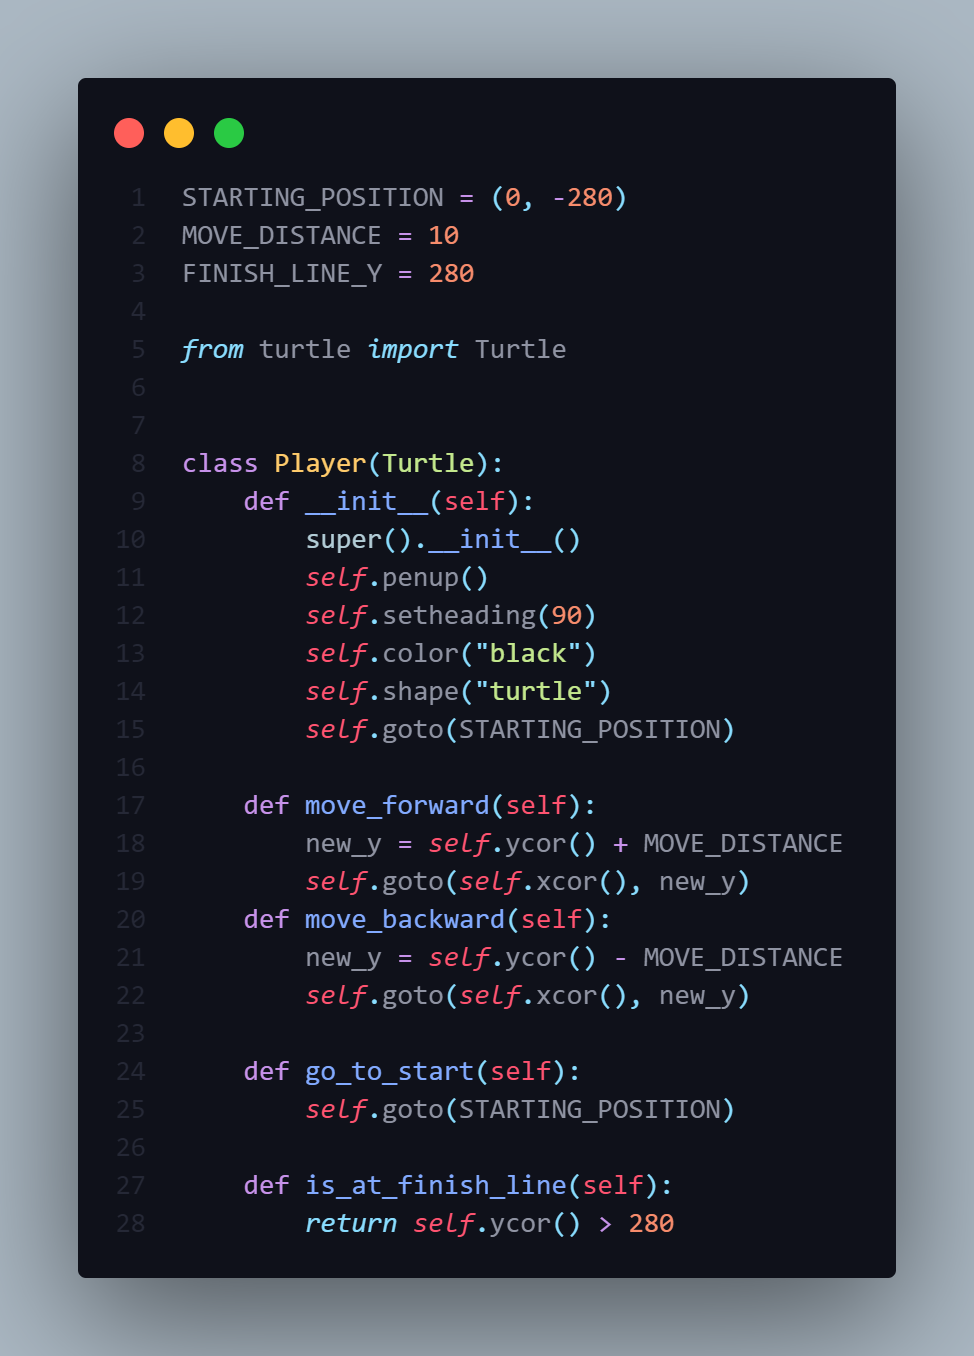 1 STARTING_POSITION = (0, -280)
2 MOVE_DISTANCE = 10
3 FINISH_LINE_Y = 280
4
5 from turtle import Turtle
6
7
8 class Player(Turtle):
9     def __init__(self):
10         super().__init__()
11         self.penup()
12         self.setheading(90)
13         self.color("black")
14         self.shape("turtle")
15         self.goto(STARTING_POSITION)
16
17     def move_forward(self):
18         new_y = self.ycor() + MOVE_DISTANCE
19         self.goto(self.xcor(), new_y)
20     def move_backward(self):
21         new_y = self.ycor() - MOVE_DISTANCE
22         self.goto(self.xcor(), new_y)
23
24     def go_to_start(self):
25         self.goto(STARTING_POSITION)
26
27     def is_at_finish_line(self):
28         return self.ycor() > 280